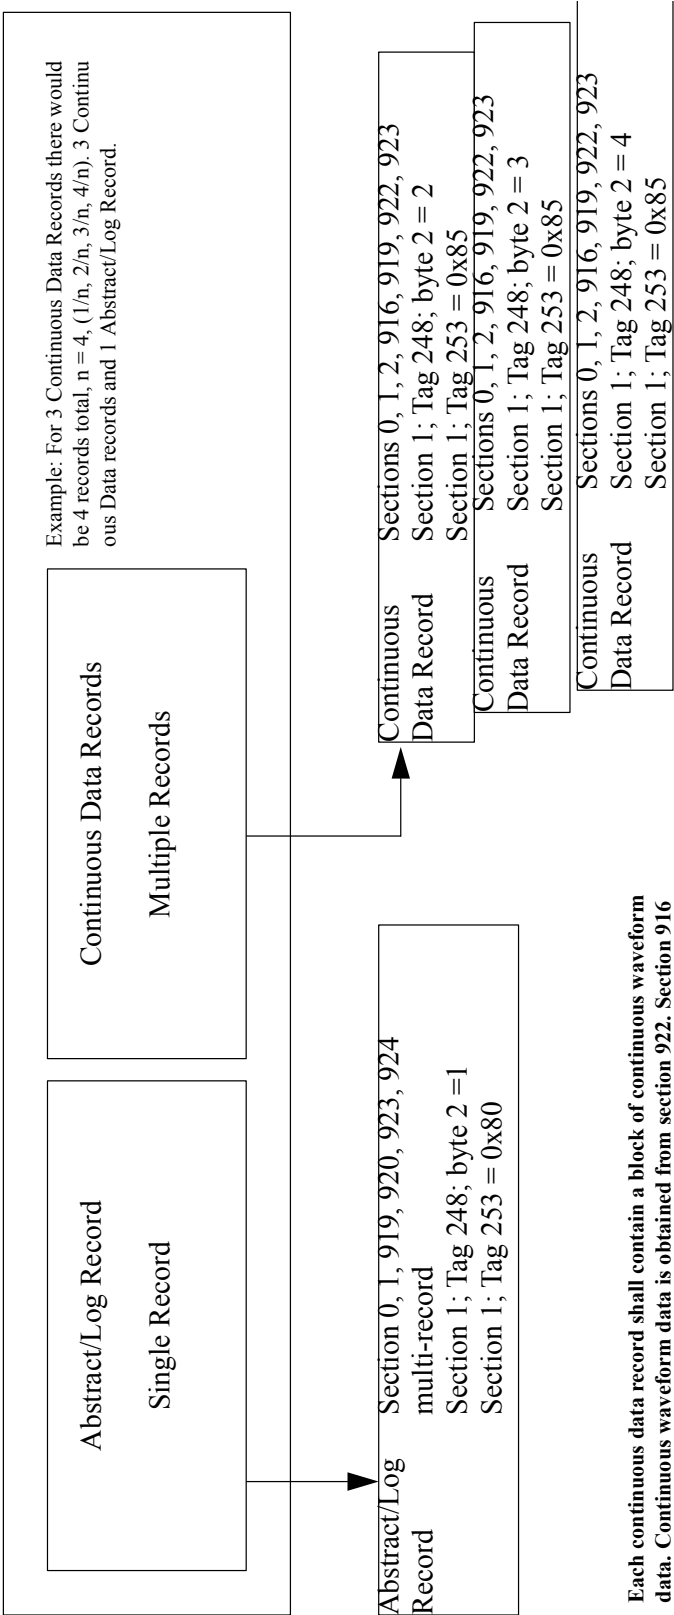 Abstract/Log Record
Single Record
Continuous Data Records
Multiple Records
Example: For 3 Continuous Data Records there would
be 4 records total, n = 4, (1/n, 2/n, 3/n, 4/n). 3 Continu
ous Data records and 1 Abstract/Log Record.
Abstract/Log
Record
Section 0, 1, 919, 920, 923, 924
multi-record
Section 1; Tag 248; byte 2 =1
Section 1; Tag 253 = 0x80
Continuous
Data Record
Sections 0, 1, 2, 916, 919, 922, 923
Section 1; Tag 248; byte 2 = 2
Section 1; Tag 253 = 0x85
Continuous
Data Record
Sections 0, 1, 2, 916, 919, 922, 923
Section 1; Tag 248; byte 2 = 3
Section 1; Tag 253 = 0x85
Continuous
Data Record
Sections 0, 1, 2, 916, 919, 922, 923
Section 1; Tag 248; byte 2 = 4
Section 1; Tag 253 = 0x85
Each continuous data record shall contain a block of continuous waveform
data. Continuous waveform data is obtained from section 922. Section 916